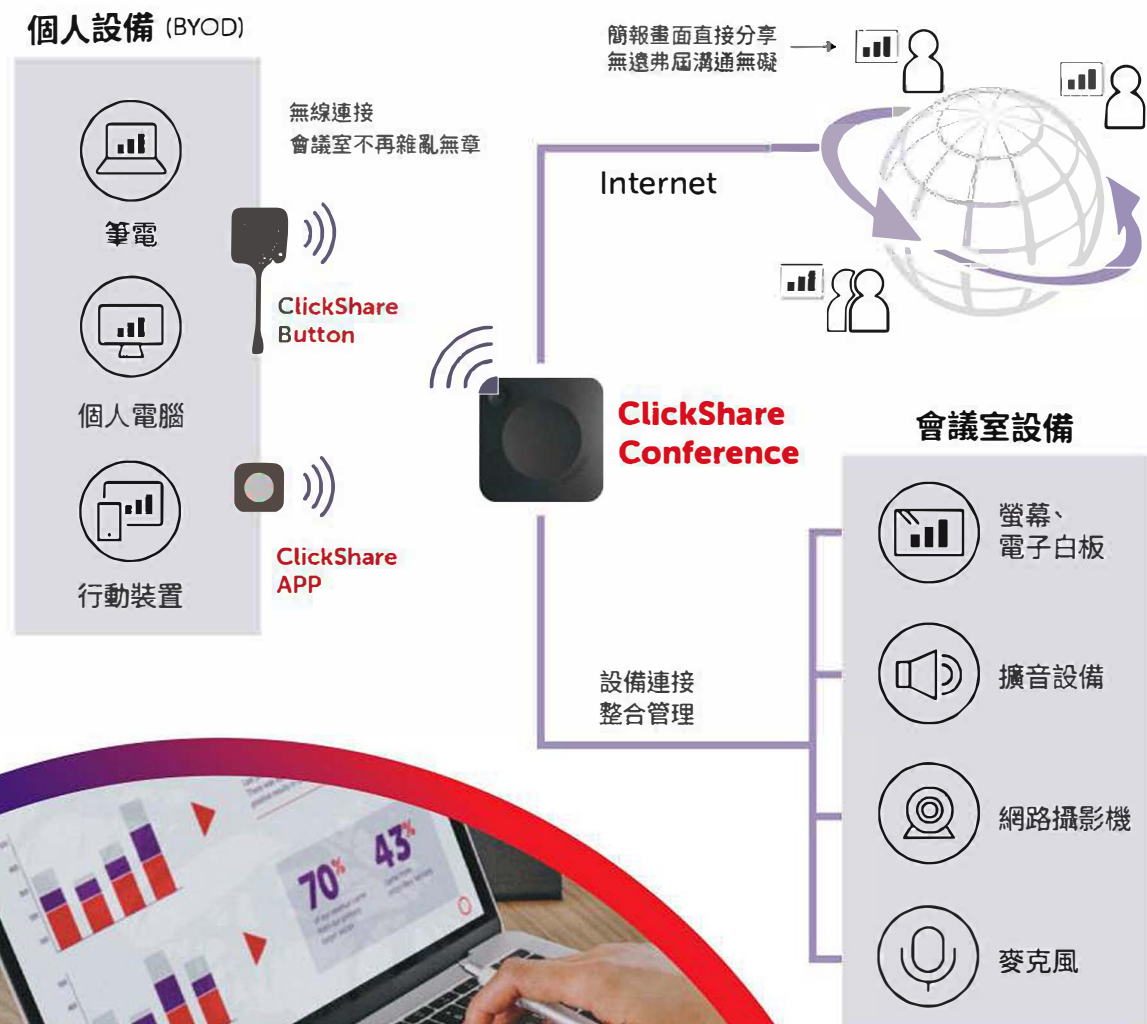 個人設備 (BYOD)
筆電
個人電腦
行動裝置
無線連接
會議室不再雜亂無章
ClickShare
Button
ClickShare
APP
簡報畫面直接分享
無遠弗屆溝通無礙
Internet
ClickShare
Conference
設備連接
整合管理
會議室設備
螢幕、
電子白板
擴音設備
網路攝影機
麥克風
70%
43%